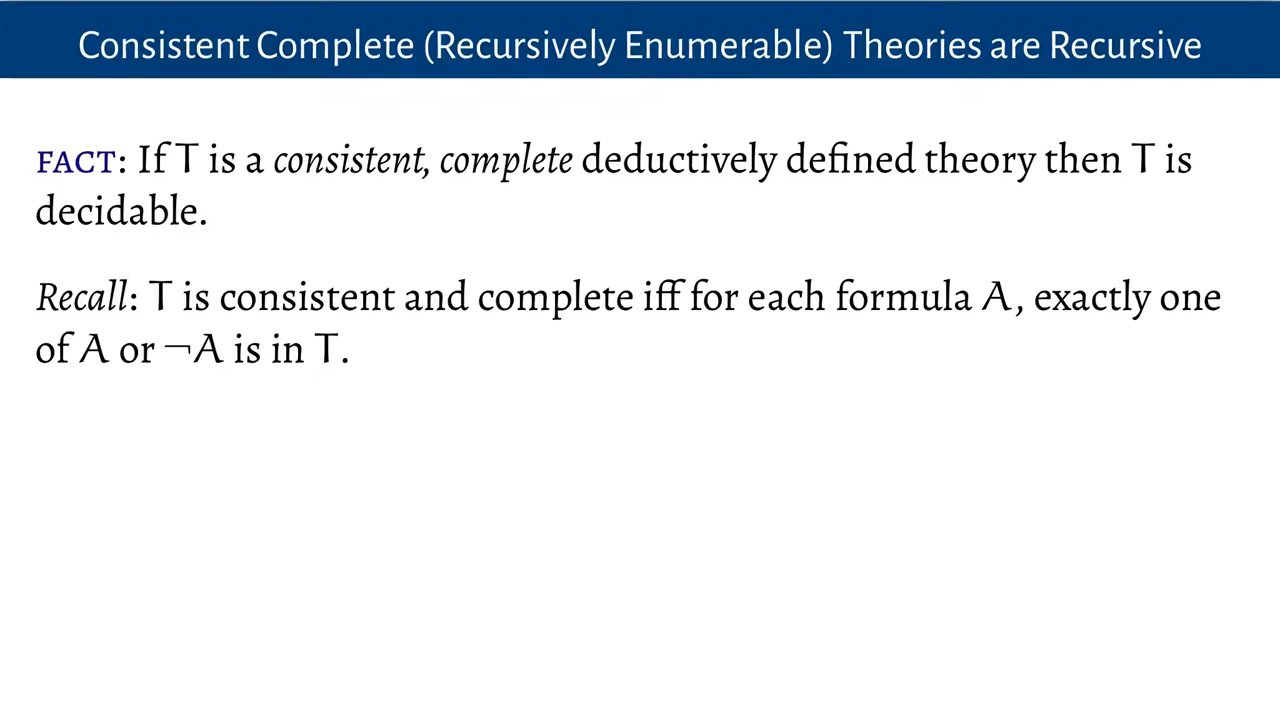 Consistent Complete (Recursively Enumerable) Theories are Recursive
FACT: If T is a consistent, complete deductively defined theory then T is
decidable.
Recall: T is consistent and complete iff for each formula A, exactly one
of A or ¬A is in T.